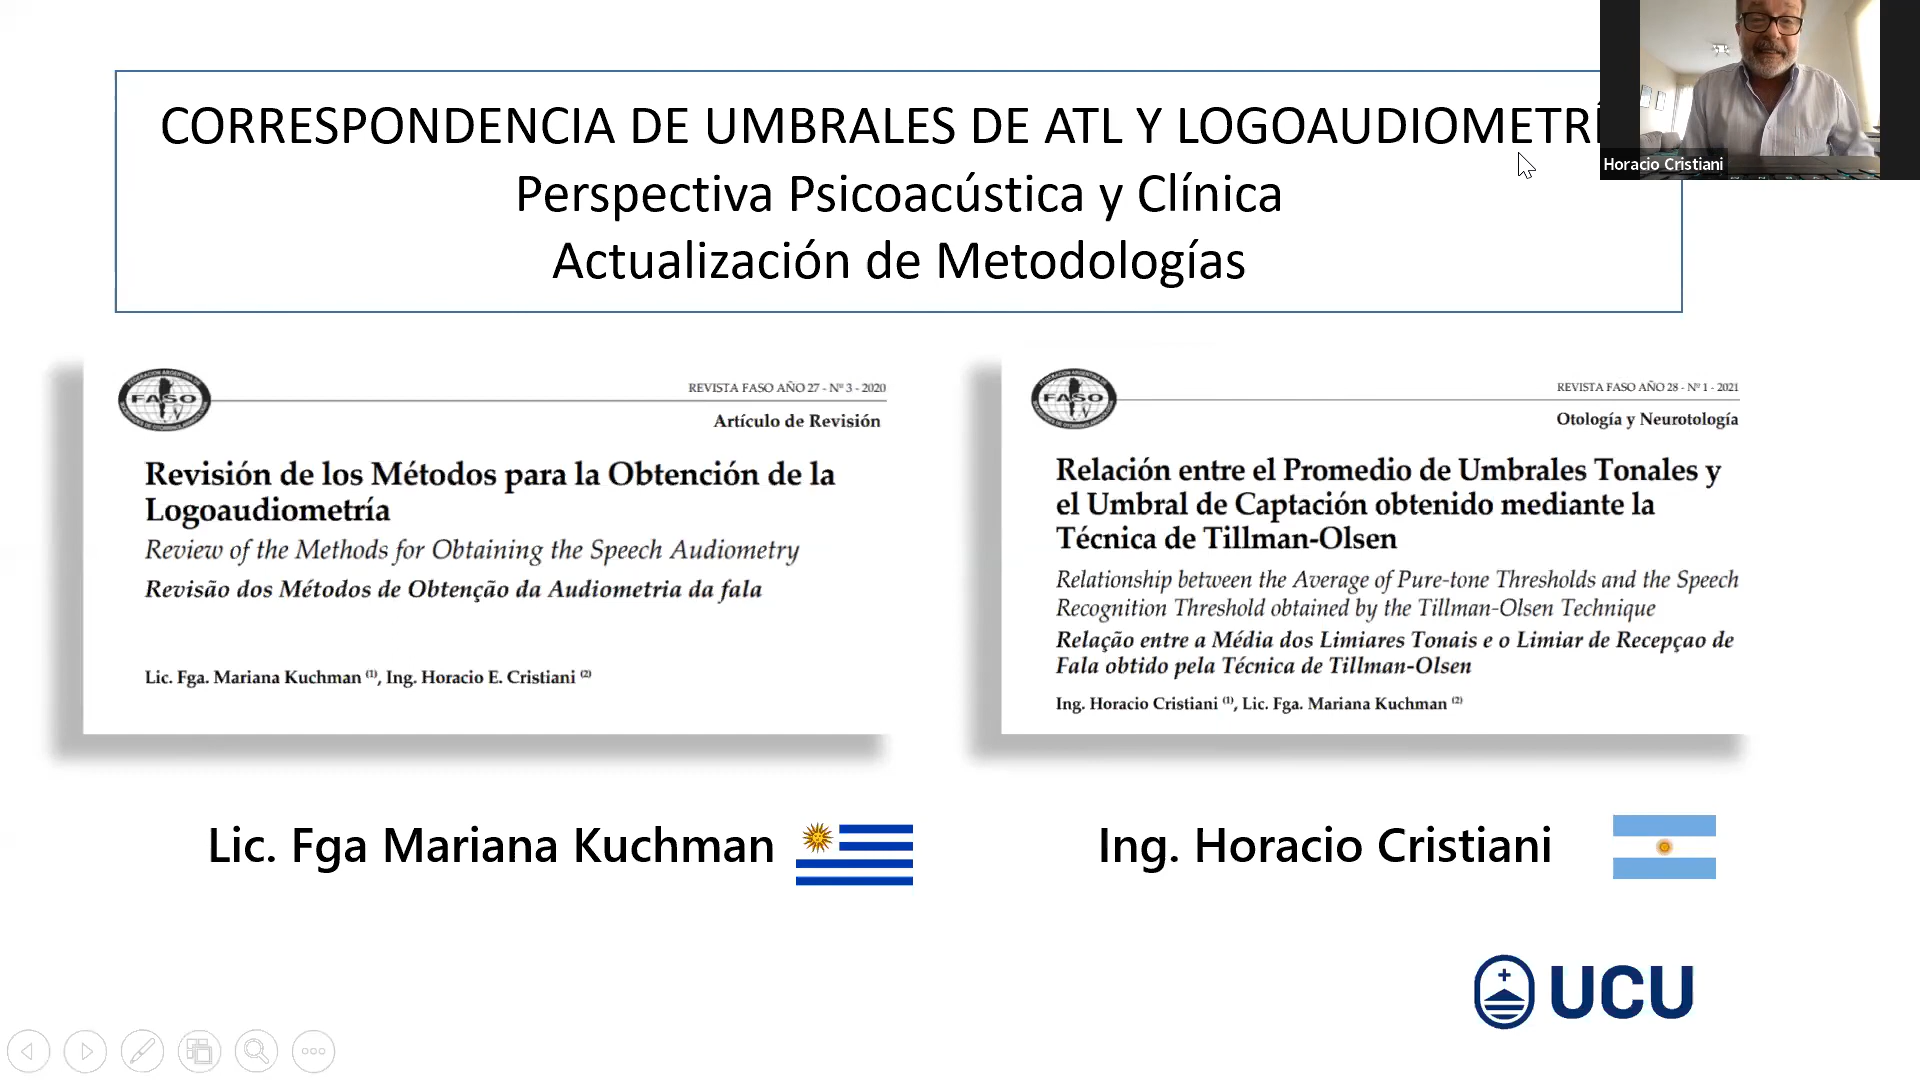 CORRESPONDENCIA DE UMBRALES DE ATL Y LOGOAUDIOMETRÍ
Perspectiva Psicoacústica y Clínica
Actualización de Metodologías
Horacio Cristiani
FASO
REVISTA FASO AÑO 27 - Nº 3 - 2020
Artículo de Revisión
Revisión de los Métodos para la Obtención de la
Logoaudiometría
Review of the Methods for Obtaining the Speech Audiometry
Revisão dos Métodos de Obtenção da Audiometria da fala
Lic. Fga. Mariana Kuchman (1), Ing. Horacio E. Cristiani (2)
FASO
REVISTA FASO AÑO 28 - Nº 1 - 2021
Otología y Neurotología
Relación entre el Promedio de Umbrales Tonales y
el Umbral de Captación obtenido mediante la
Técnica de Tillman-Olsen
Relationship between the Average of Pure-tone Thresholds and the Speech
Recognition Threshold obtained by the Tillman-Olsen Technique
Relação entre a Média dos Limiares Tonais e o Limiar de Recepçao de
Fala obtido pela Técnica de Tillman-Olsen
Ing. Horacio Cristiani (1), Lic. Fga. Mariana Kuchman (2)
Lic. Fga Mariana Kuchman
Ing. Horacio Cristiani
UCU